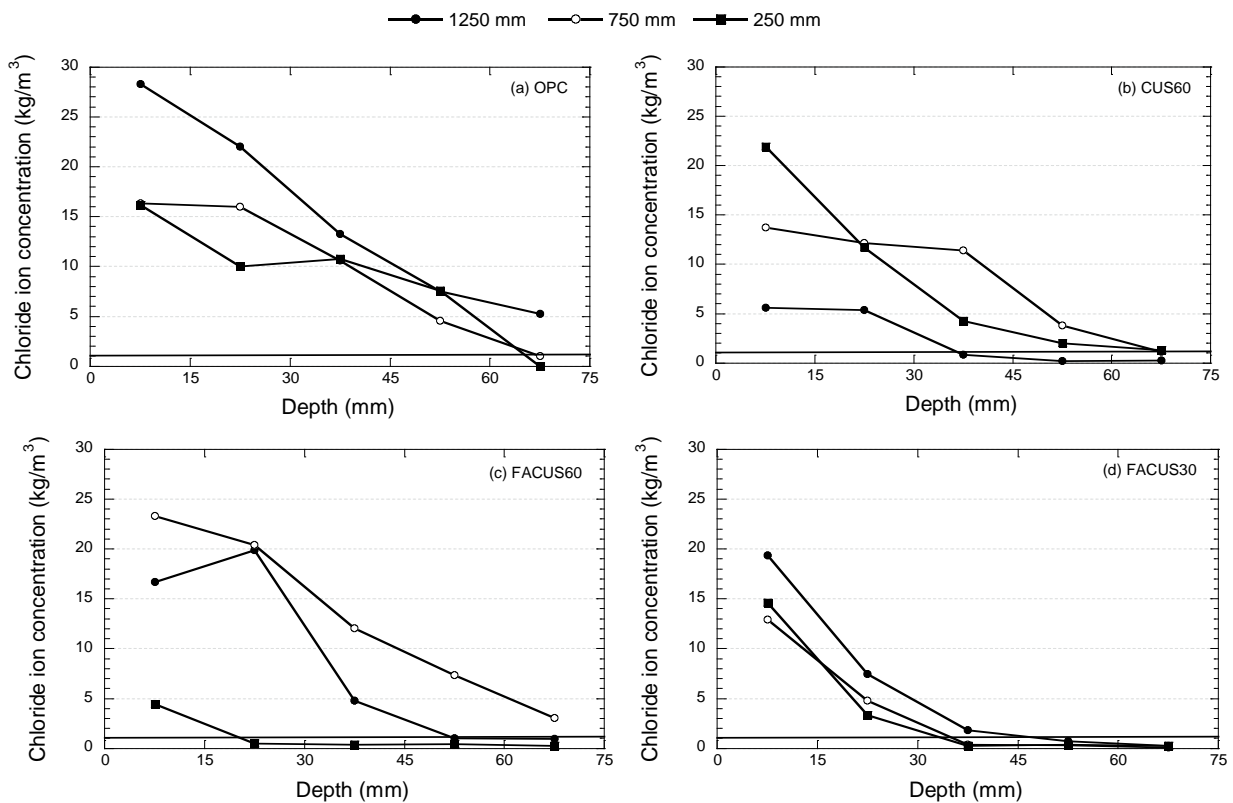 1250 mm 750 mm 250 mm
Chloride ion concentration (kg/m³)
30
25
20
15
10
5
0
(a) OPC
0 15 30 45 60 75
Depth (mm)
Chloride ion concentration (kg/m³)
30
25
20
15
10
5
0
(b) CUS60
0 15 30 45 60 75
Depth (mm)
Chloride ion concentration (kg/m³)
30
25
20
15
10
5
0
(c) FACUS60
0 15 30 45 60 75
Depth (mm)
Chloride ion concentration (kg/m³)
30
25
20
15
10
5
0
(d) FACUS30
0 15 30 45 60 75
Depth (mm)